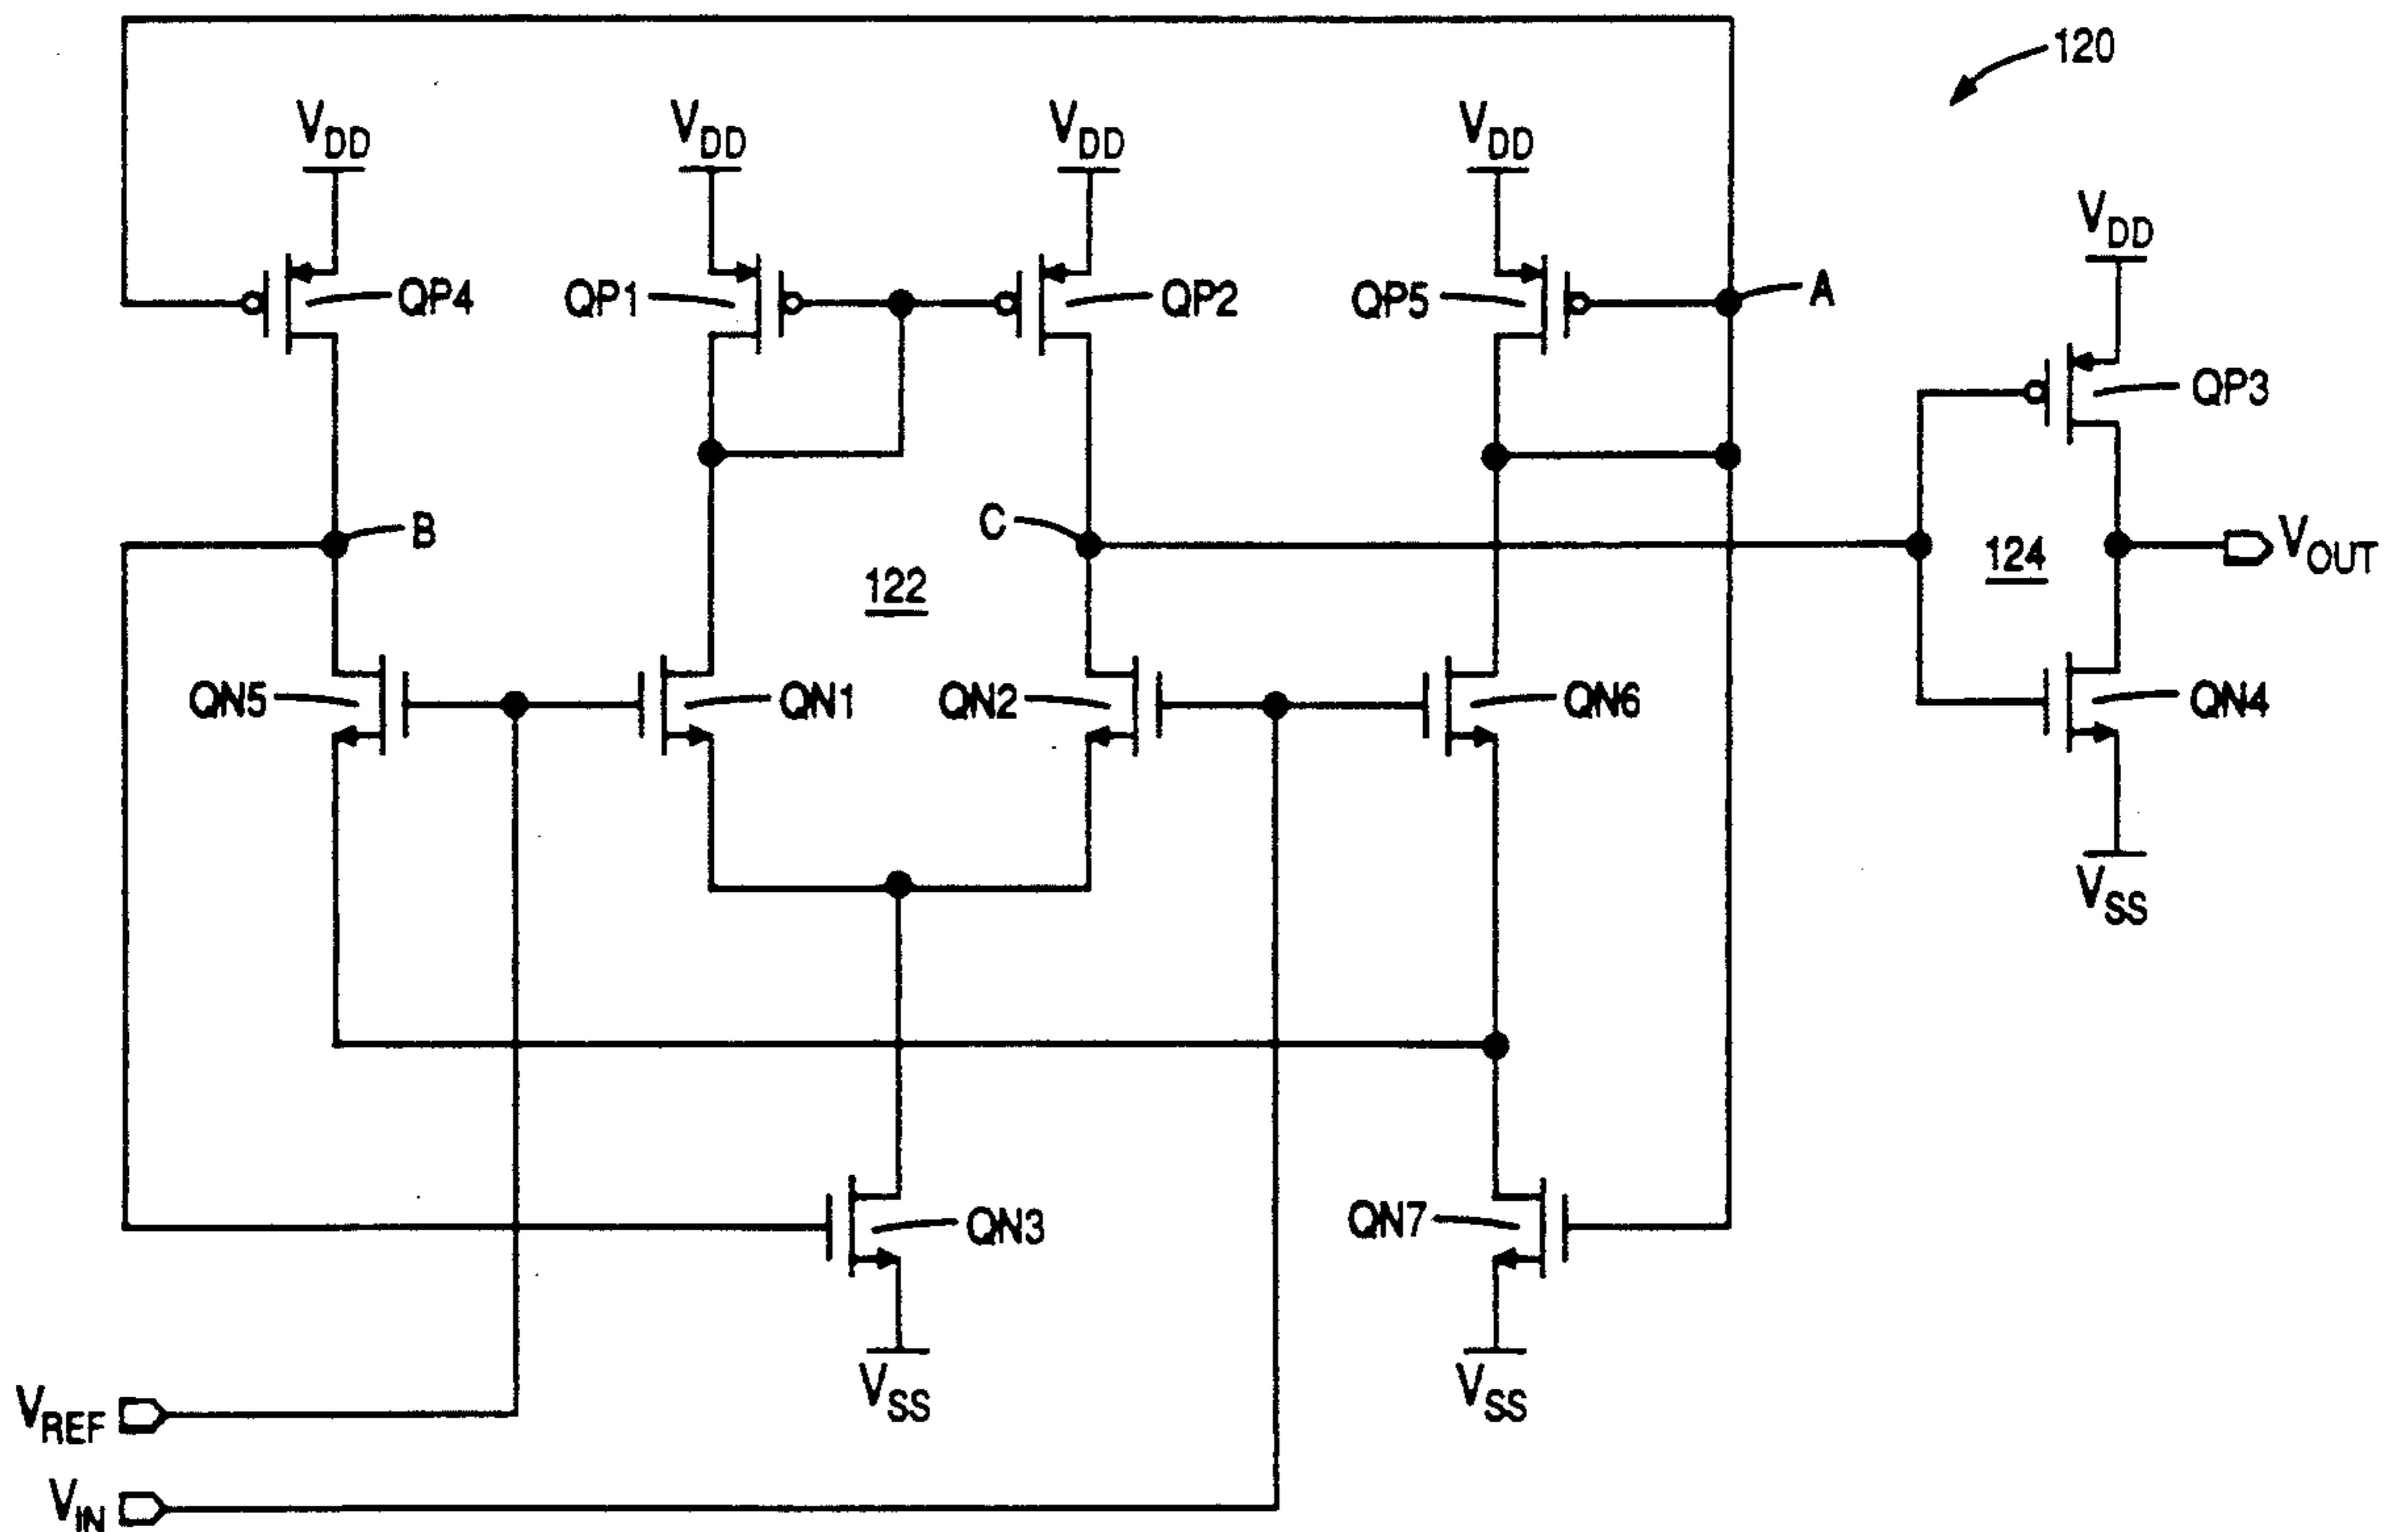 120
VDD
VDD
VDD
VDD
VDD
QP4
QP1
QP2
QP5
A
QP3
B
C
122
124
VOUT
QN5
QN1
QN2
QN6
QN4
VSS
QN3
QN7
VSS
VSS
VREF
VIN